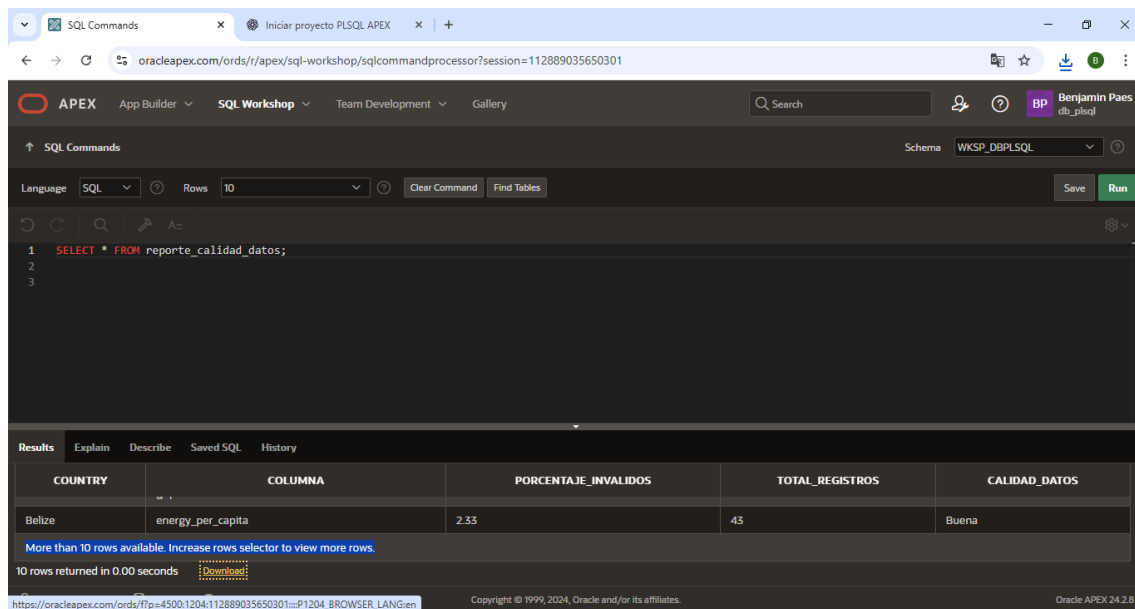 SQL Commands
Iniciar proyecto PLSQL APEX
oracleapex.com/ords/r/apex/sql-workshop/sqlcommandprocessor?session=112889035650301
B
APEX App Builder SQL Workshop Team Development Gallery Search BP Benjamin Paes
db_plsql
SQL Commands Schema WKSP_DBPLSQL
Language SQL Rows 10 Clear Command Find Tables Save Run
1 SELECT * FROM reporte_calidad_datos;
2
3
Results Explain Describe Saved SQL History
COUNTRY COLUMNA PORCENTAJE_INVALIDOS TOTAL_REGISTROS CALIDAD_DATOS
Belize energy_per_capita 2.33 43 Buena
More than 10 rows available. Increase rows selector to view more rows.
10 rows returned in 0.00 seconds Download
https://oracleapex.com/ords/f?p=4500:1204:112889035650301::::P1204_BROWSER_LANG:en Copyright © 1999, 2024, Oracle and/or its affiliates. Oracle APEX 24.2.8